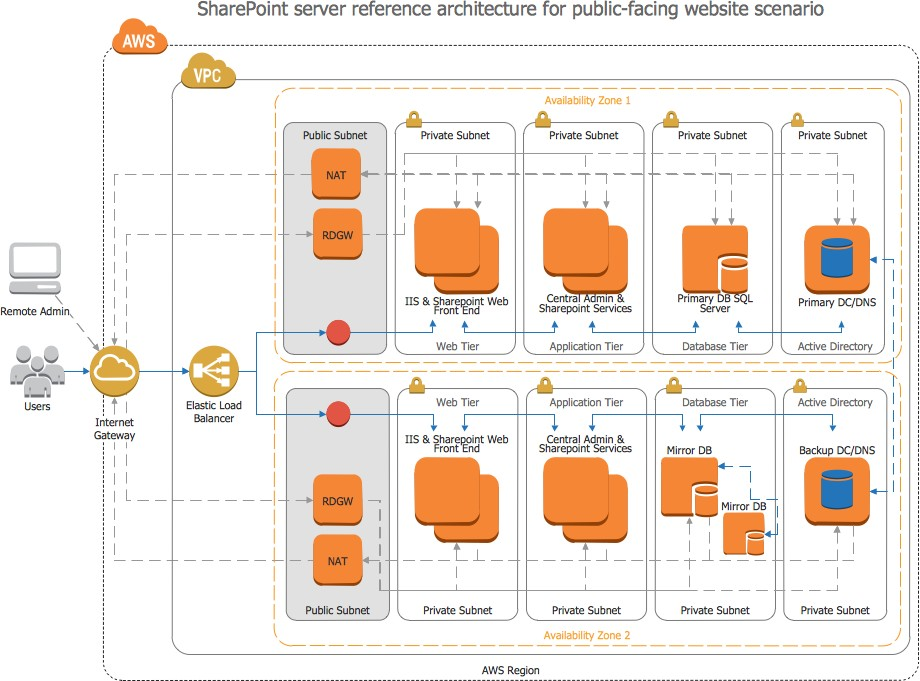 SharePoint server reference architecture for public-facing website scenario
AWS
VPC
Availability Zone 1
Public Subnet
Private Subnet
Private Subnet
Private Subnet
Private Subnet
NAT
RDGW
Remote Admin
IIS & Sharepoint Web
Front End
Central Admin &
Sharepoint Services
Primary DB SQL
Server
Primary DC/DNS
Web Tier
Application Tier
Database Tier
Active Directory
Users
Internet
Gateway
Elastic Load
Balancer
Web Tier
Application Tier
Database Tier
Active Directory
IIS & Sharepoint Web
Front End
Central Admin &
Sharepoint Services
Mirror DB
Backup DC/DNS
RDGW
Mirror DB
NAT
Public Subnet
Private Subnet
Private Subnet
Private Subnet
Private Subnet
Availability Zone 2
AWS Region